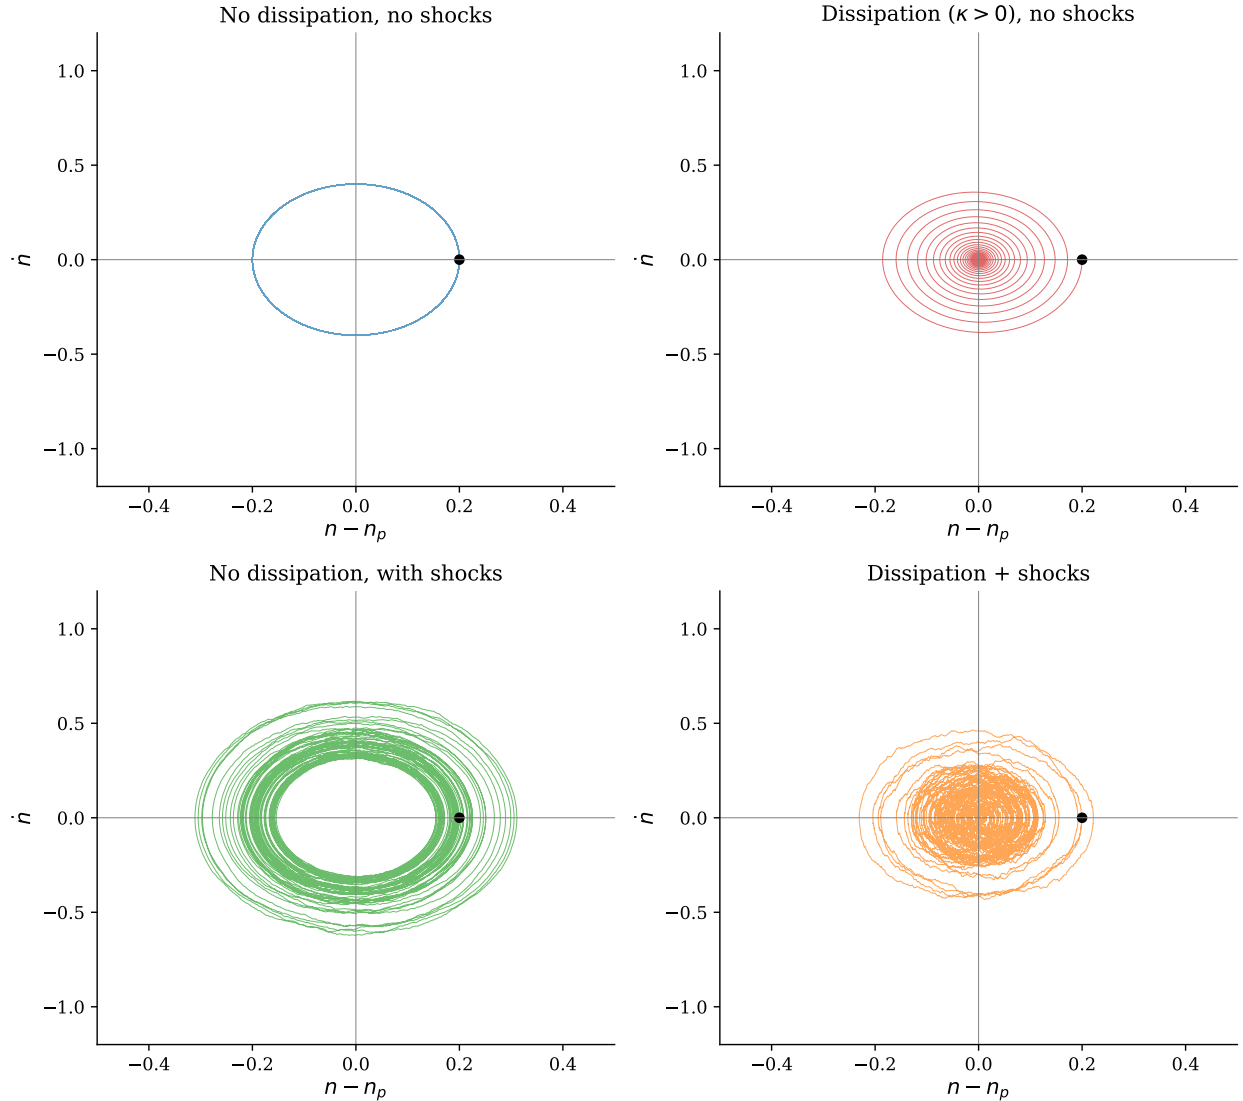 No dissipation, no shocks
1.0
0.5
0.0
−0.5
−1.0
ṅ
−0.4 −0.2 0.0 0.2 0.4
n − nₚ
Dissipation (κ > 0), no shocks
1.0
0.5
0.0
−0.5
−1.0
ṅ
−0.4 −0.2 0.0 0.2 0.4
n − nₚ
No dissipation, with shocks
1.0
0.5
0.0
−0.5
−1.0
ṅ
−0.4 −0.2 0.0 0.2 0.4
n − nₚ
Dissipation + shocks
1.0
0.5
0.0
−0.5
−1.0
ṅ
−0.4 −0.2 0.0 0.2 0.4
n − nₚ